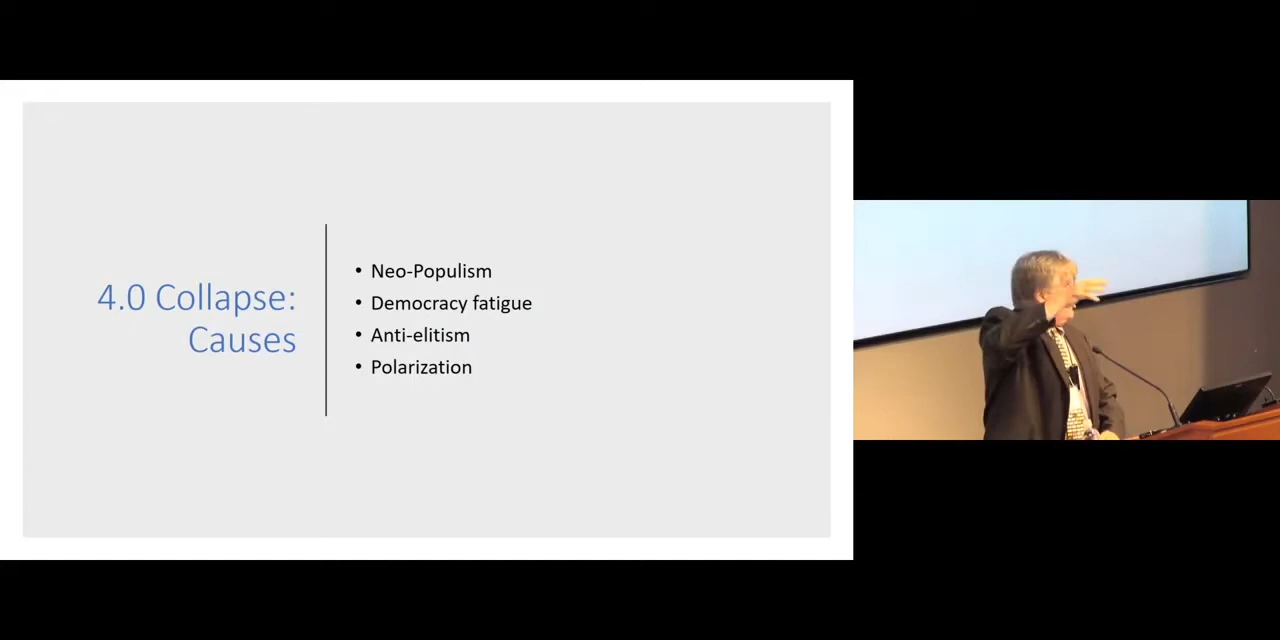 4.0 Collapse:
Causes
• Neo-Populism
• Democracy fatigue
• Anti-elitism
• Polarization